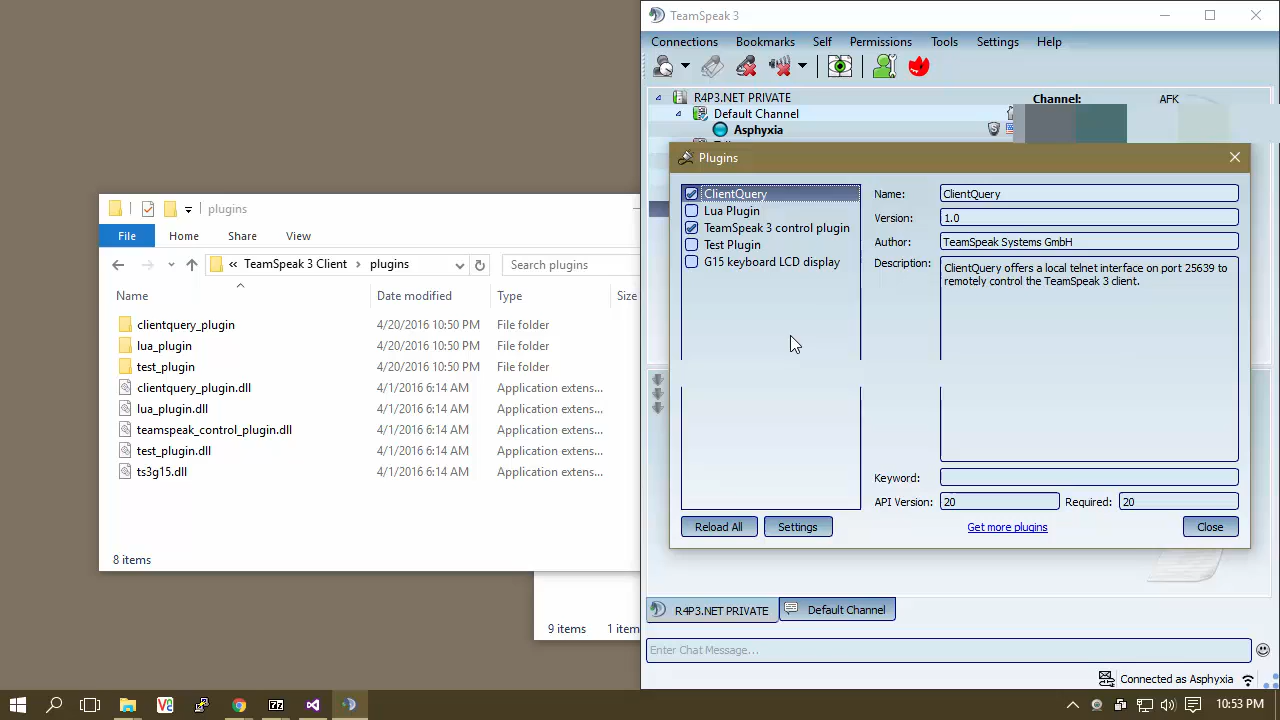 TeamSpeak 3
Connections Bookmarks Self Permissions Tools Settings Help
R4P3.NET PRIVATE
Default Channel
Asphyxia
Channel: AFK
Plugins
ClientQuery
Lua Plugin
TeamSpeak 3 control plugin
Test Plugin
G15 keyboard LCD display
Name: ClientQuery
Version: 1.0
Author: TeamSpeak Systems GmbH
Description: ClientQuery offers a local telnet interface on port 25639 to
remotely control the TeamSpeak 3 client.
Keyword:
API Version: 20 Required: 20
Reload All Settings Get more plugins Close
plugins
File Home Share View
« TeamSpeak 3 Client plugins Search plugins
Name Date modified Type Size
clientquery_plugin 4/20/2016 10:50 PM File folder
lua_plugin 4/20/2016 10:50 PM File folder
test_plugin 4/20/2016 10:50 PM File folder
clientquery_plugin.dll 4/1/2016 6:14 AM Application extens...
lua_plugin.dll 4/1/2016 6:14 AM Application extens...
teamspeak_control_plugin.dll 4/1/2016 6:14 AM Application extens...
test_plugin.dll 4/1/2016 6:14 AM Application extens...
ts3g15.dll 4/1/2016 6:14 AM Application extens...
8 items
9 items 1 item
R4P3.NET PRIVATE Default Channel
Enter Chat Message...
Connected as Asphyxia
10:53 PM